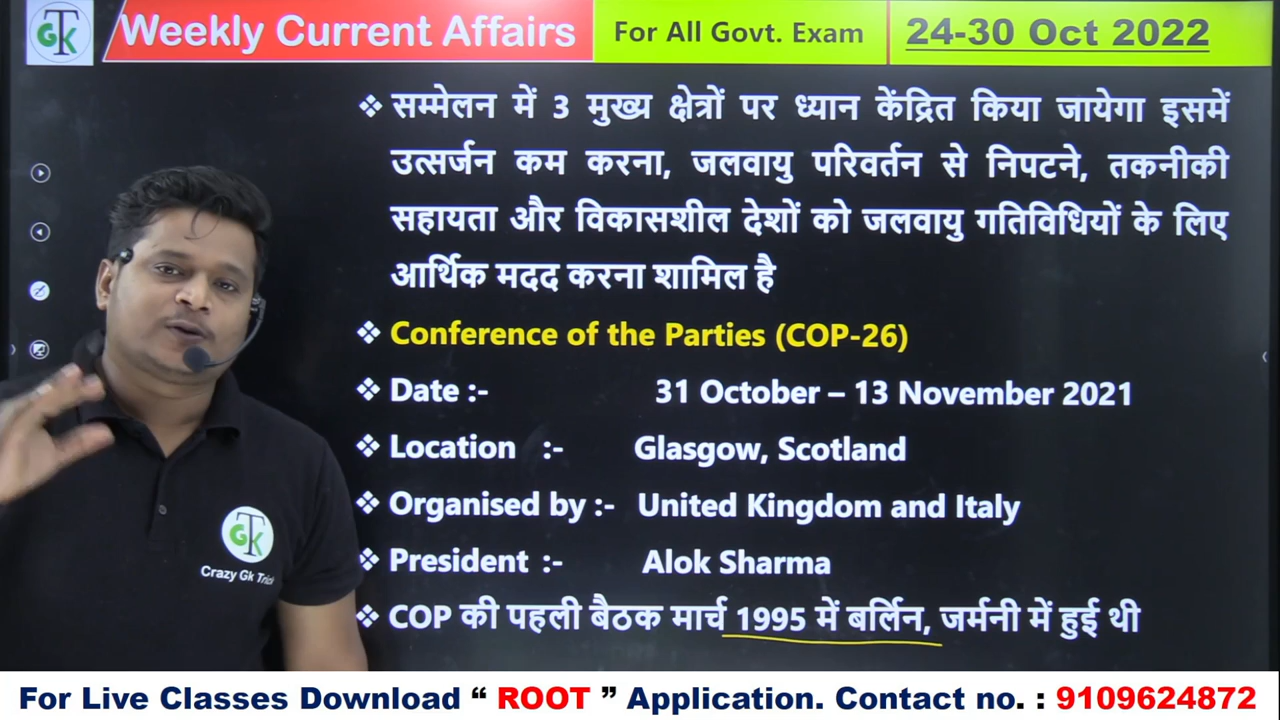 GTK
Weekly Current Affairs
For All Govt. Exam
24-30 Oct 2022
❖ सम्मेलन में 3 मुख्य क्षेत्रों पर ध्यान केंद्रित किया जायेगा इसमें
उत्सर्जन कम करना, जलवायु परिवर्तन से निपटने, तकनीकी
सहायता और विकासशील देशों को जलवायु गतिविधियों के लिए
आर्थिक मदद करना शामिल है
❖ Conference of the Parties (COP-26)
❖ Date :- 31 October – 13 November 2021
❖ Location :- Glasgow, Scotland
❖ Organised by :- United Kingdom and Italy
❖ President :- Alok Sharma
❖ COP की पहली बैठक मार्च 1995 में बर्लिन, जर्मनी में हुई थी
GTK
Crazy Gk Trick
For Live Classes Download “ ROOT ” Application. Contact no. : 9109624872